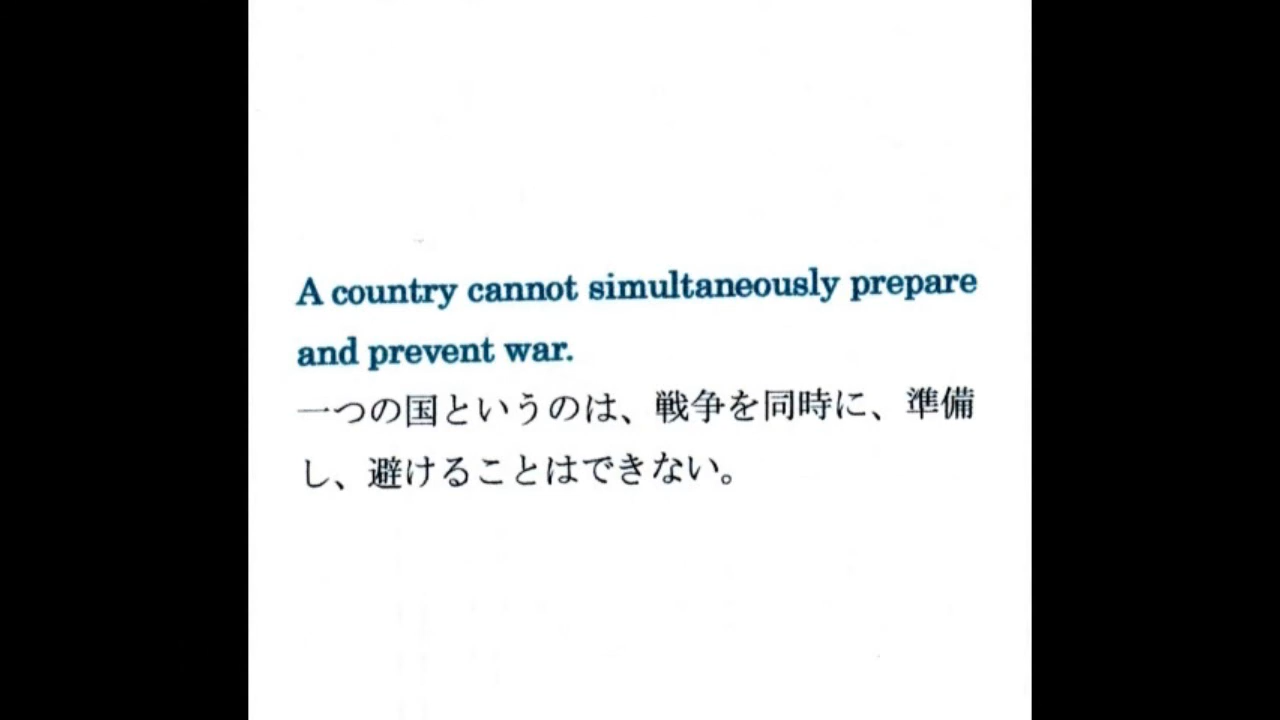 A country cannot simultaneously prepare
and prevent war.
一つの国というのは、戦争を同時に、準備
し、避けることはできない。